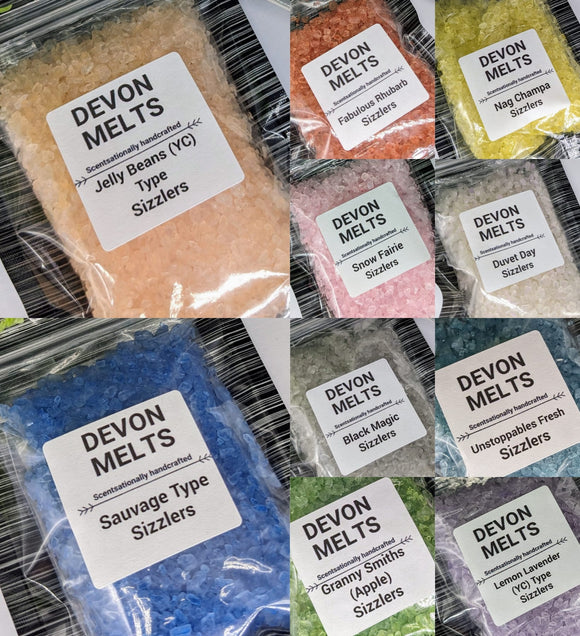 DEVON
MELTS
Scentsationally handcrafted
Jelly Beans (YC)
Type
Sizzlers
DEVON
MELTS
Scentsationally handcrafted
Fabulous Rhubarb
Sizzlers
DEVON
MELTS
Scentsationally handcrafted
Nag Champa
Sizzlers
DEVON
MELTS
Scentsationally handcrafted
Snow Fairie
Sizzlers
DEVON
MELTS
Scentsationally handcrafted
Duvet Day
Sizzlers
DEVON
MELTS
Scentsationally handcrafted
Sauvage Type
Sizzlers
DEVON
MELTS
Scentsationally handcrafted
Black Magic
Sizzlers
DEVON
MELTS
Scentsationally handcrafted
Unstoppables Fresh
Sizzlers
DEVON
MELTS
Scentsationally handcrafted
Granny Smiths
(Apple)
Sizzlers
DEVON
MELTS
Scentsationally handcrafted
Lemon Lavender
(YC) Type
Sizzlers